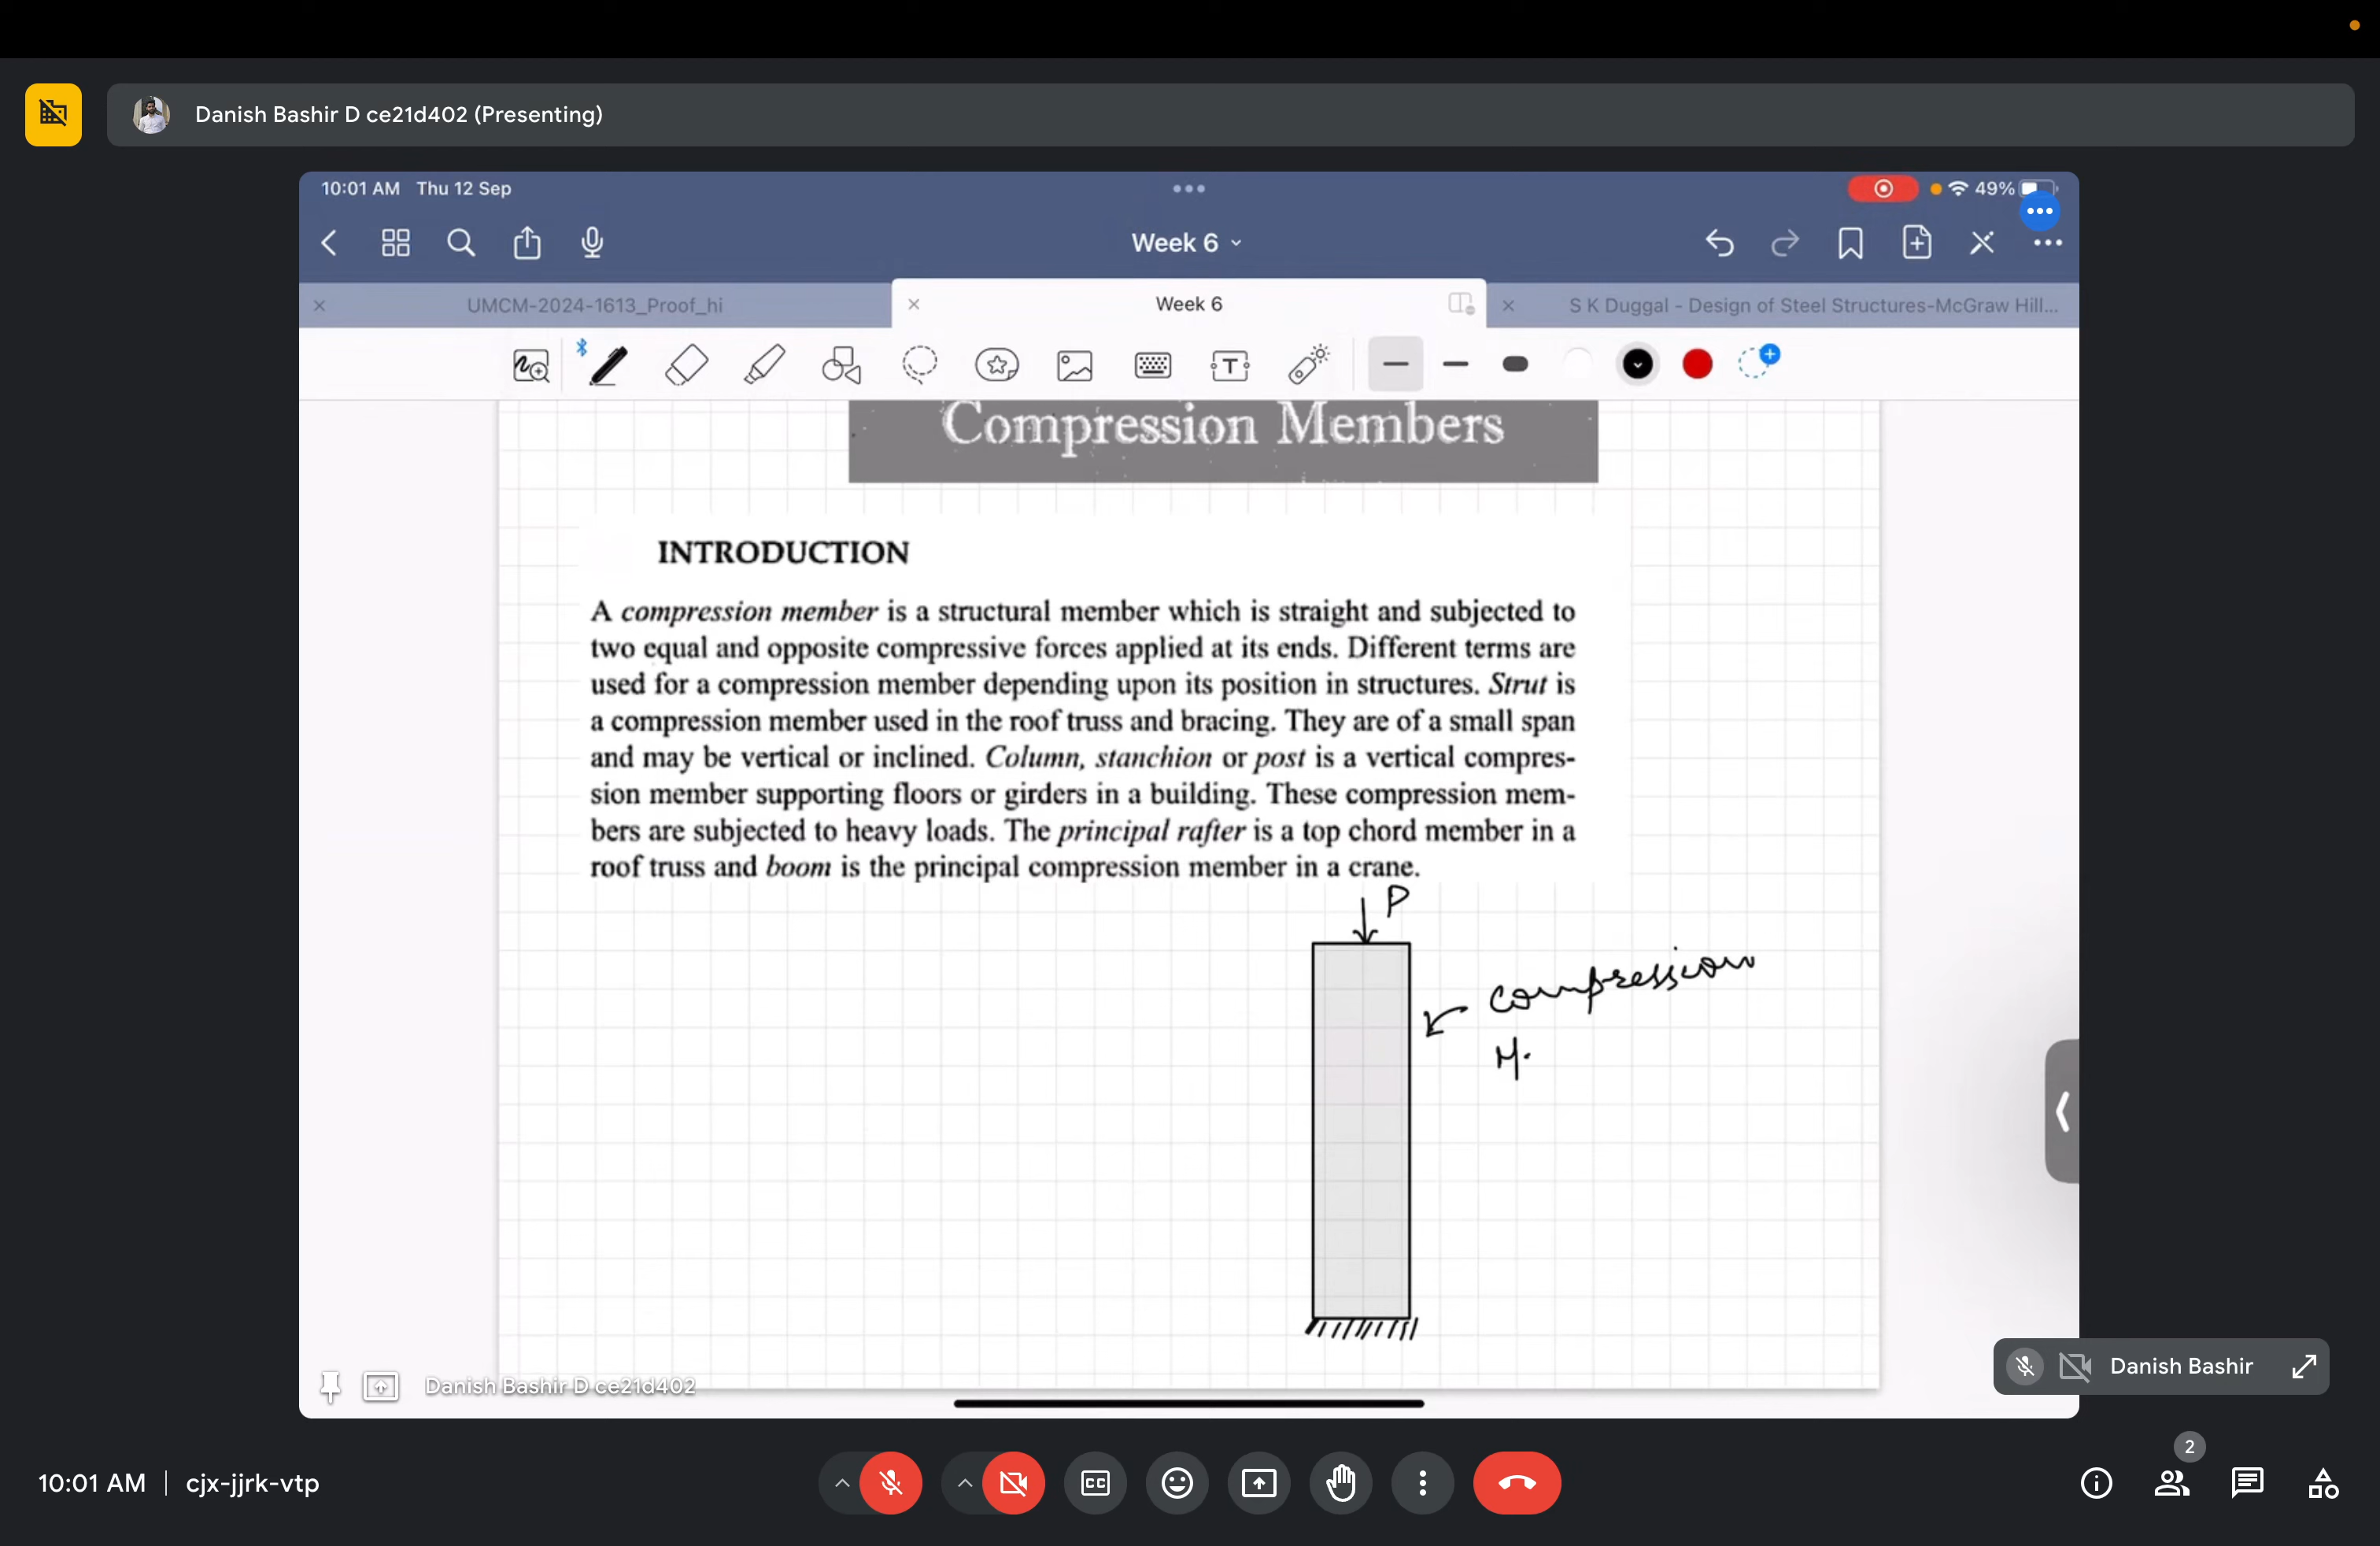 Danish Bashir D ce21d402 (Presenting)
10:01 AM Thu 12 Sep
49%
Week 6
UMCM-2024-1613_Proof_hi
Week 6
S K Duggal - Design of Steel Structures-McGraw Hill...
Compression Members
INTRODUCTION
A compression member is a structural member which is straight and subjected to
two equal and opposite compressive forces applied at its ends. Different terms are
used for a compression member depending upon its position in structures. Strut is
a compression member used in the roof truss and bracing. They are of a small span
and may be vertical or inclined. Column, stanchion or post is a vertical compres-
sion member supporting floors or girders in a building. These compression mem-
bers are subjected to heavy loads. The principal rafter is a top chord member in a
roof truss and boom is the principal compression member in a crane.
P
compression
M.
Danish Bashir D ce21d402
Danish Bashir
10:01 AM | cjx-jjrk-vtp
CC
2